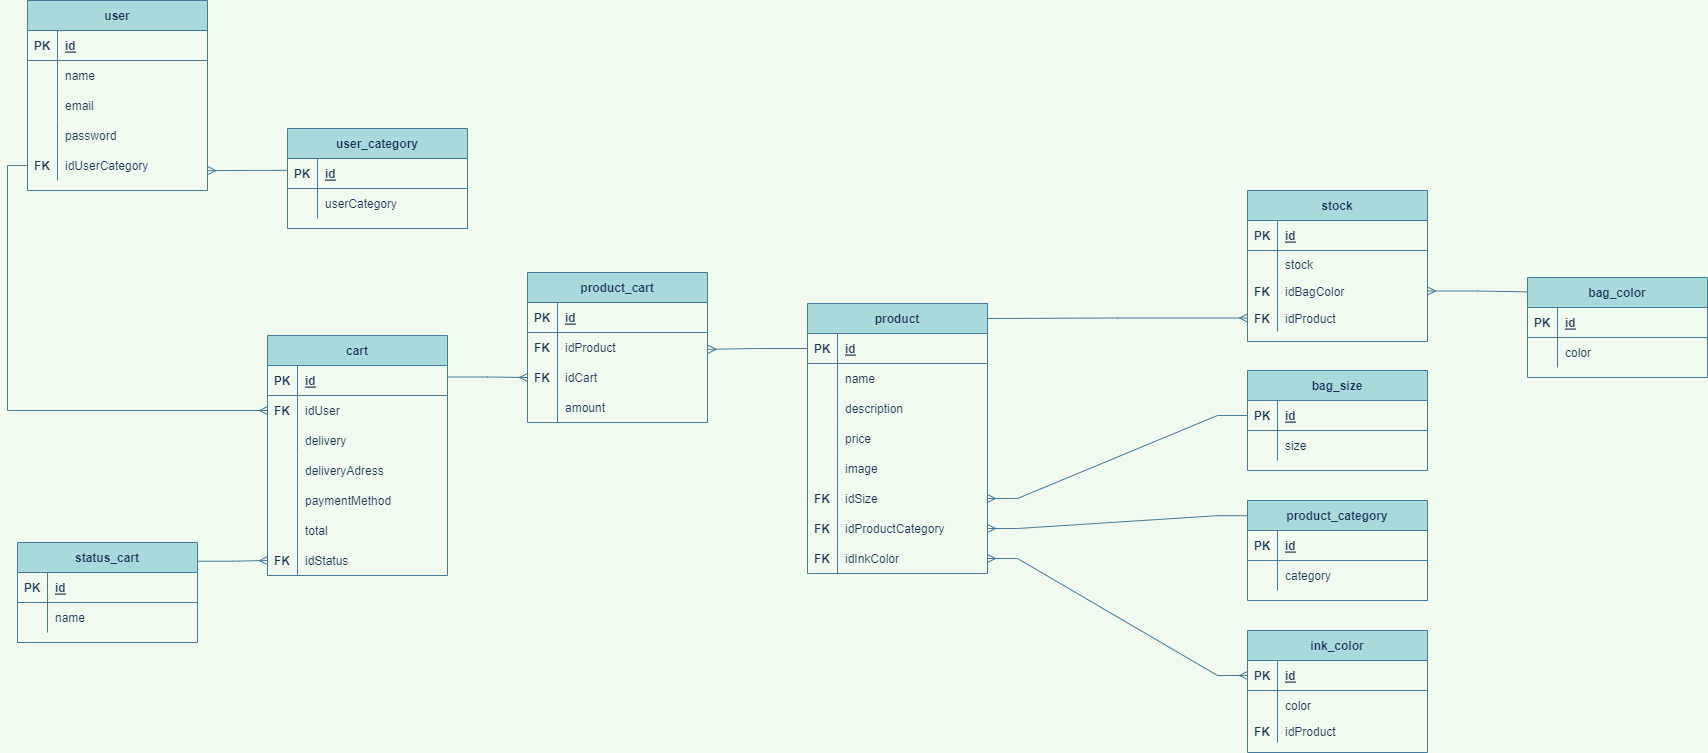 user
PK id
name
email
password
FK idUserCategory
user_category
PK id
userCategory
cart
PK id
FK idUser
delivery
deliveryAdress
paymentMethod
total
FK idStatus
status_cart
PK id
name
product_cart
PK id
FK idProduct
FK idCart
amount
product
PK id
name
description
price
image
FK idSize
FK idProductCategory
FK idInkColor
stock
PK id
stock
FK idBagColor
FK idProduct
bag_color
PK id
color
bag_size
PK id
size
product_category
PK id
category
ink_color
PK id
color
FK idProduct